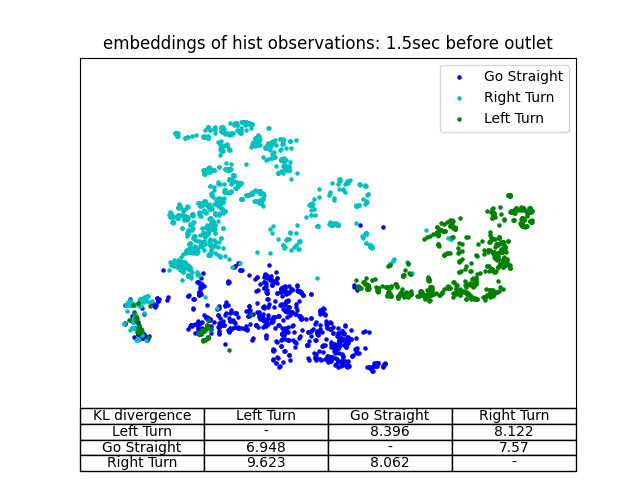 embeddings of hist observations: 1.5sec before outlet
Go Straight
Right Turn
Left Turn
KL divergence Left Turn Go Straight Right Turn
Left Turn - 8.396 8.122
Go Straight 6.948 - 7.57
Right Turn 9.623 8.062 -